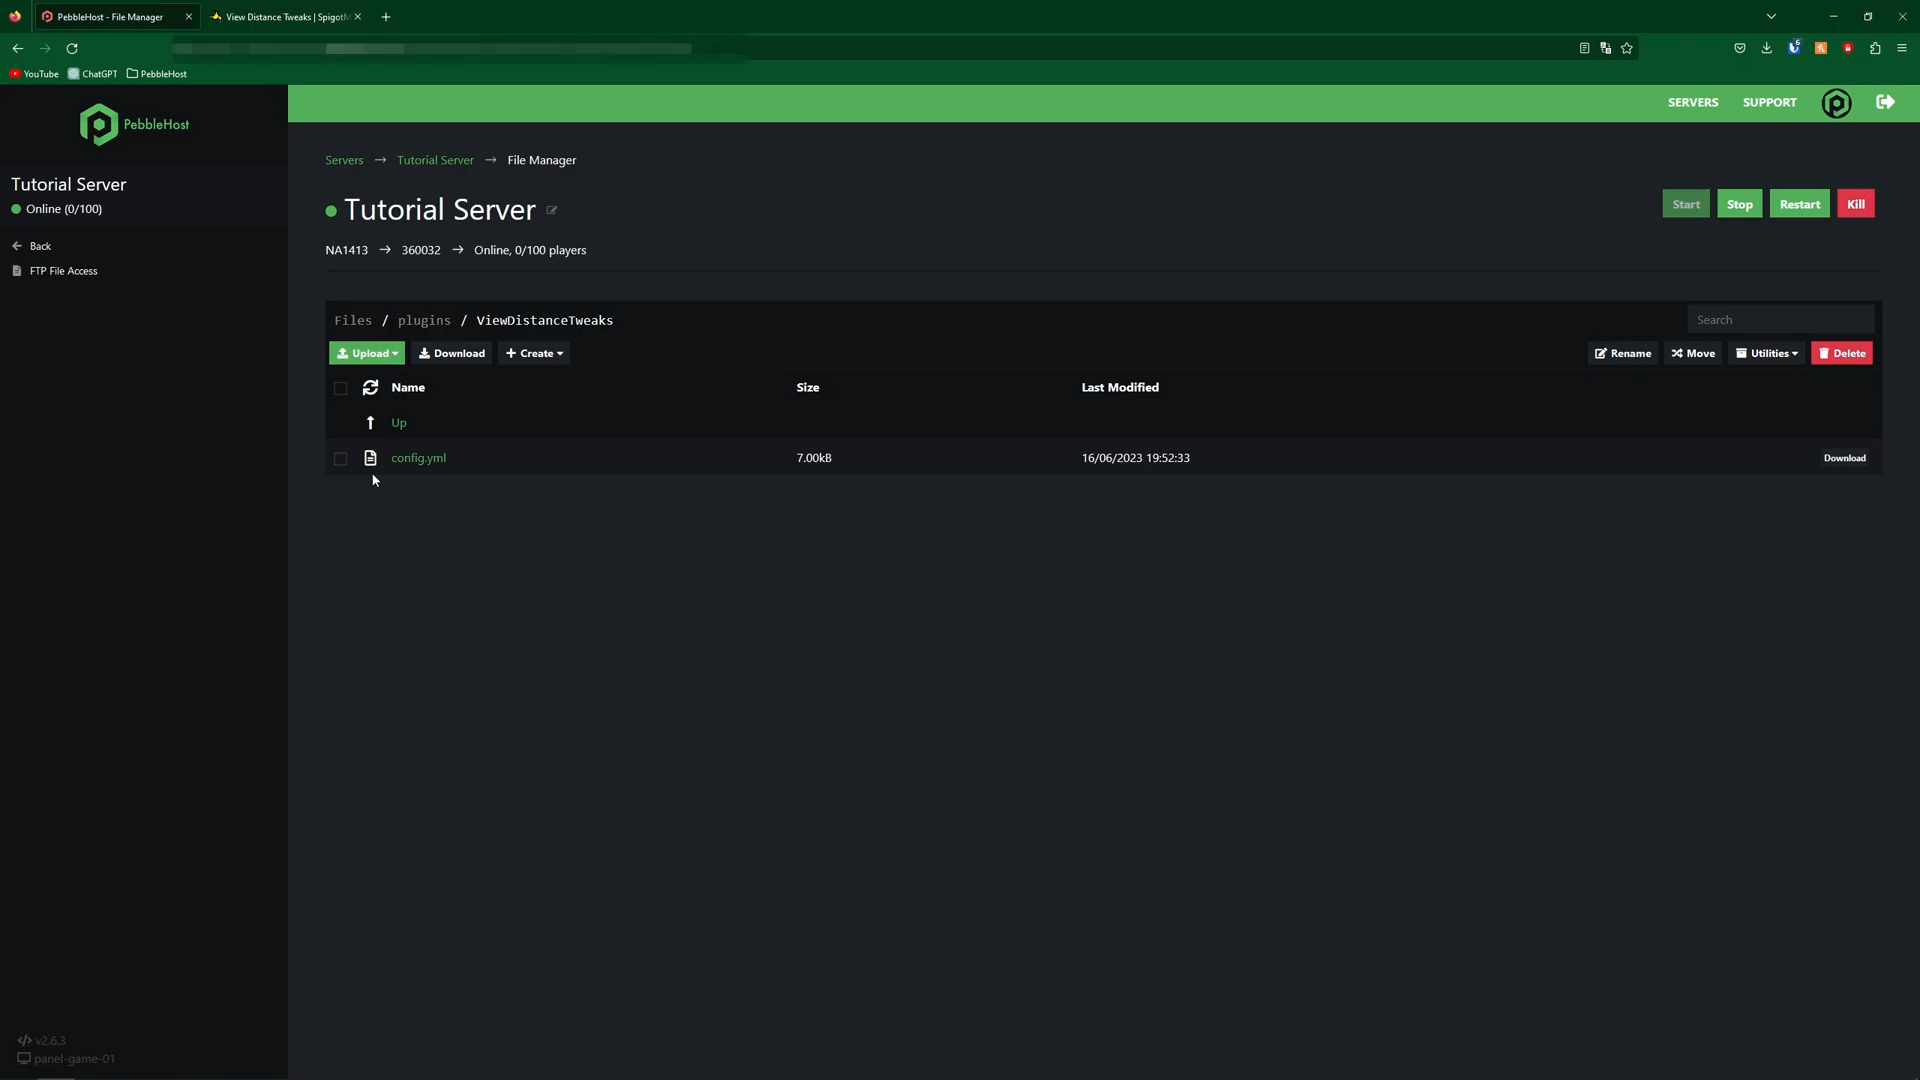 PebbleHost - File Manager
View Distance Tweaks | SpigotM
6
YouTube
ChatGPT
PebbleHost
PebbleHost
SERVERS
SUPPORT
Tutorial Server
Online (0/100)
Back
FTP File Access
Servers → Tutorial Server → File Manager
Tutorial Server
Start
Stop
Restart
Kill
NA1413 → 360032 → Online, 0/100 players
Files / plugins / ViewDistanceTweaks
Search
Upload
Download
Create
Rename
Move
Utilities
Delete
Name
Size
Last Modified
Up
config.yml
7.00kB
16/06/2023 19:52:33
Download
v2.6.3
panel-game-01